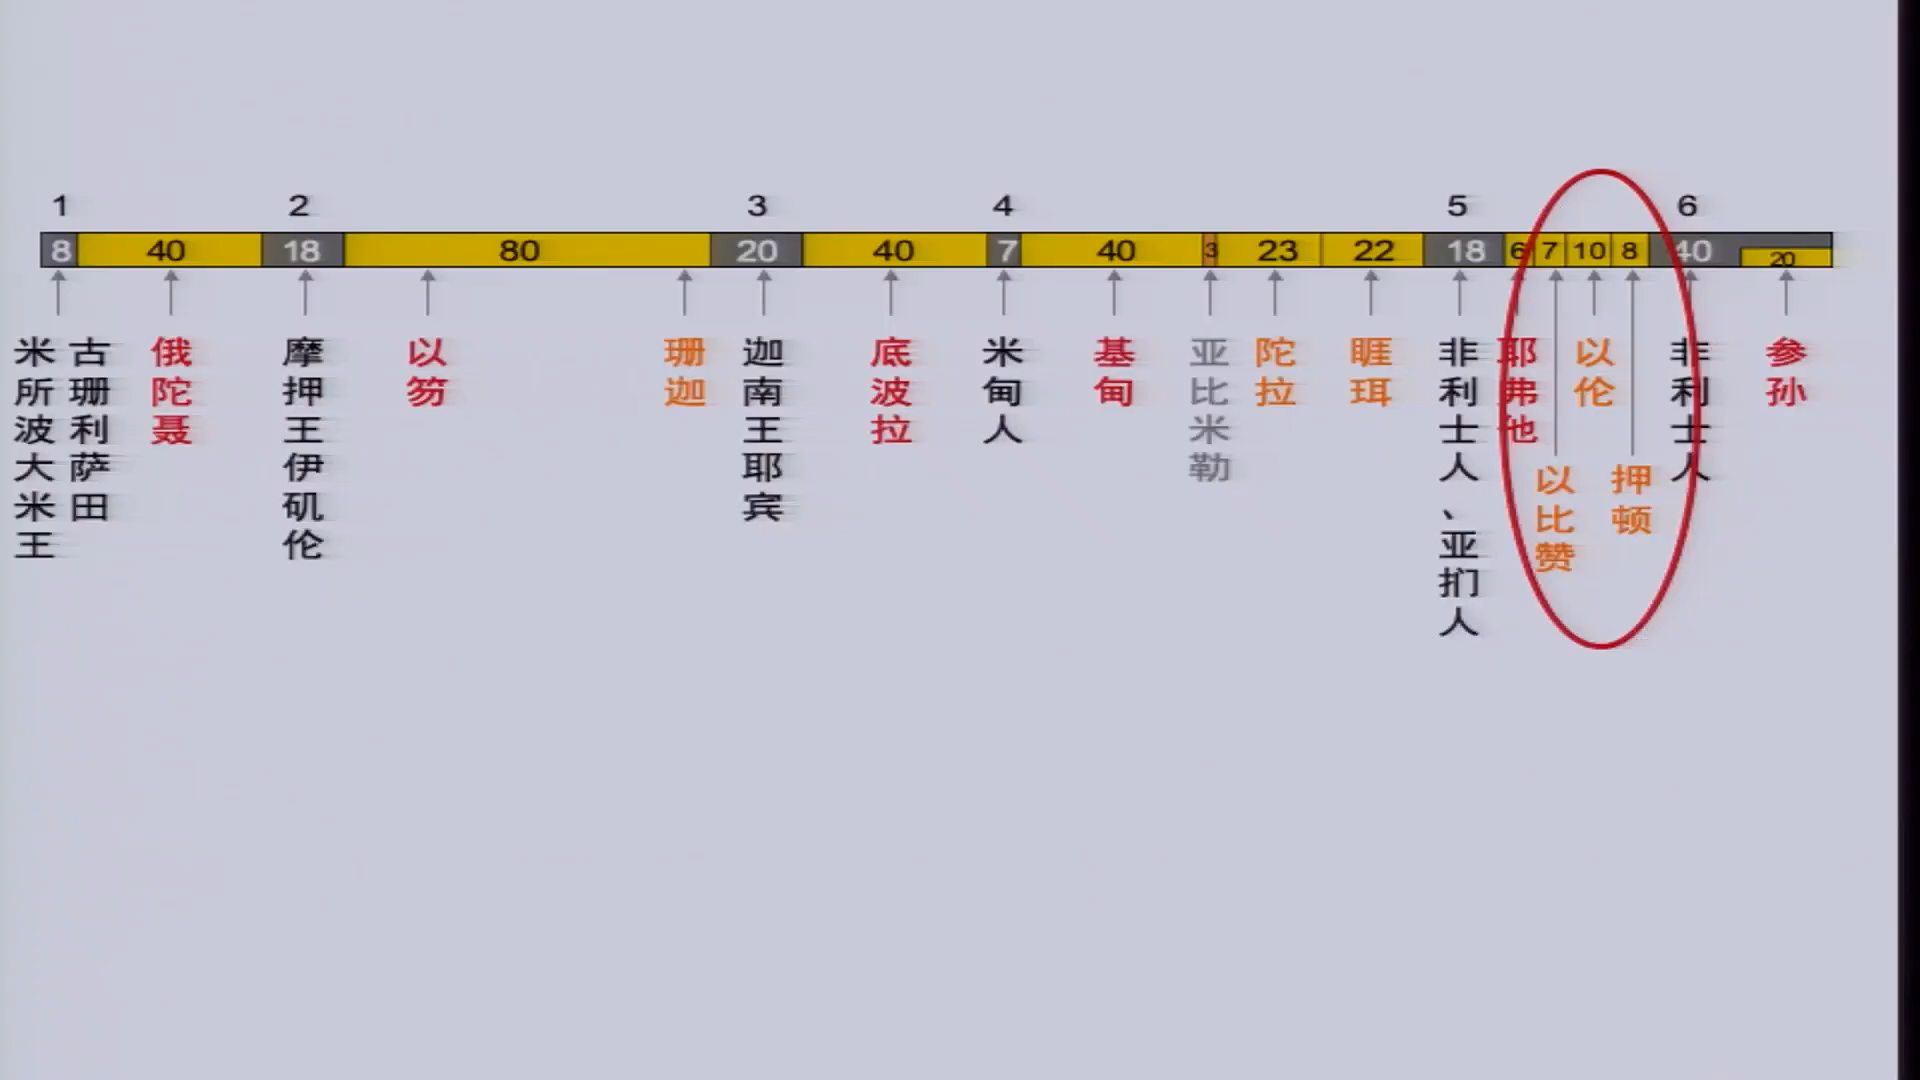 1 2 3 4 5 6
8 40 18 80 20 40 7 40 3 23 22 18 6 7 10 8 40 20
米所波大米王
古珊利萨田
俄陀聂
摩押王伊矶伦
以笏
珊迦
迦南王耶宾
底波拉
米甸人
基甸
亚比米勒
陀拉
睚珥
非利士人、亚扪人
耶弗他
以比赞
以伦
押顿
非利士人
参孙